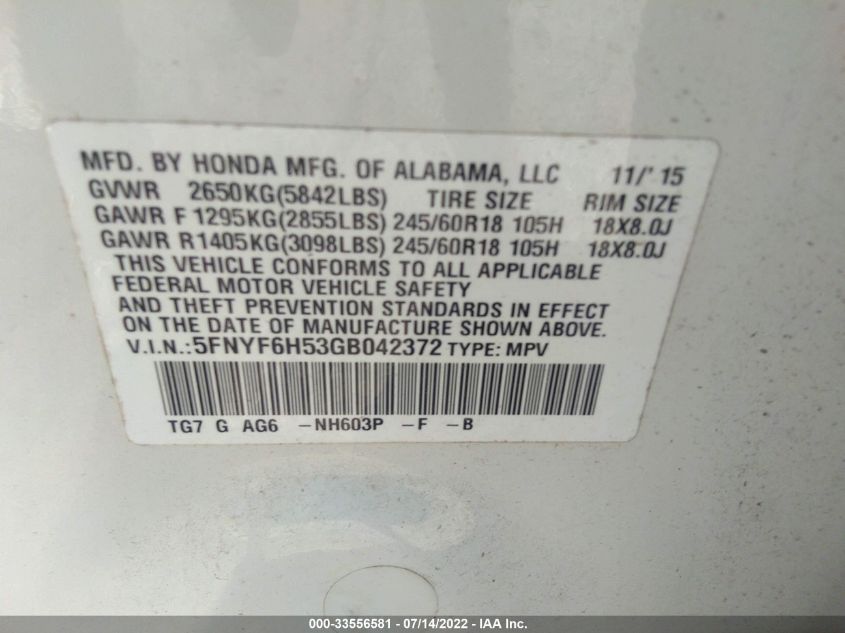 MFD. BY HONDA MFG. OF ALABAMA, LLC 11/'15
GVWR 2650KG(5842LBS) TIRE SIZE RIM SIZE
GAWR F 1295KG(2855LBS) 245/60R18 105H 18X8.0J
GAWR R1405KG(3098LBS) 245/60R18 105H 18X8.0J
THIS VEHICLE CONFORMS TO ALL APPLICABLE
FEDERAL MOTOR VEHICLE SAFETY
AND THEFT PREVENTION STANDARDS IN EFFECT
ON THE DATE OF MANUFACTURE SHOWN ABOVE.
V.I.N.:5FNYF6H53GB042372 TYPE: MPV
TG7 G AG6 -NH603P -F -B
000-33556581 - 07/14/2022 - IAA Inc.